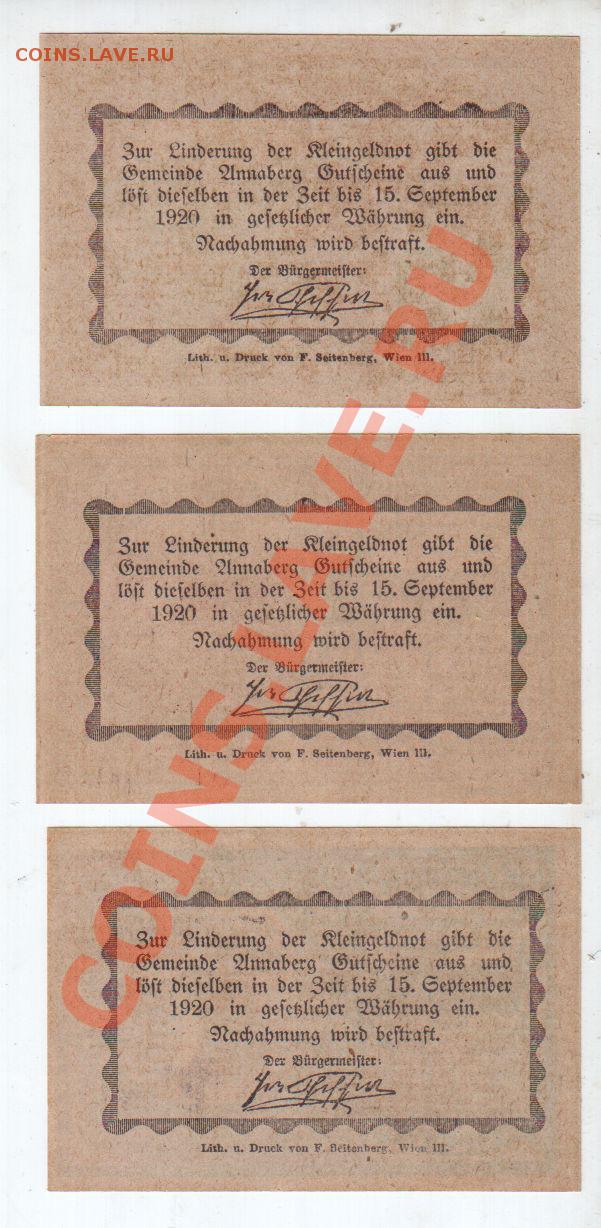 COINS.LAVE.RU
Zur Linderung der Kleingeldnot gibt die
Gemeinde Annaberg Gutscheine aus und
löst dieselben in der Zeit bis 15. September
1920 in gesetzlicher Währung ein.
Nachahmung wird bestraft.
Der Bürgermeister:
Lith. u. Druck von F. Seitenberg, Wien III.
Zur Linderung der Kleingeldnot gibt die
Gemeinde Annaberg Gutscheine aus und
löst dieselben in der Zeit bis 15. September
1920 in gesetzlicher Währung ein.
Nachahmung wird bestraft.
Der Bürgermeister:
Lith. u. Druck von F. Seitenberg, Wien III.
Zur Linderung der Kleingeldnot gibt die
Gemeinde Annaberg Gutscheine aus und
löst dieselben in der Zeit bis 15. September
1920 in gesetzlicher Währung ein.
Nachahmung wird bestraft.
Der Bürgermeister:
Lith. u. Druck von F. Seitenberg, Wien III.
COINS.LAVE.RU